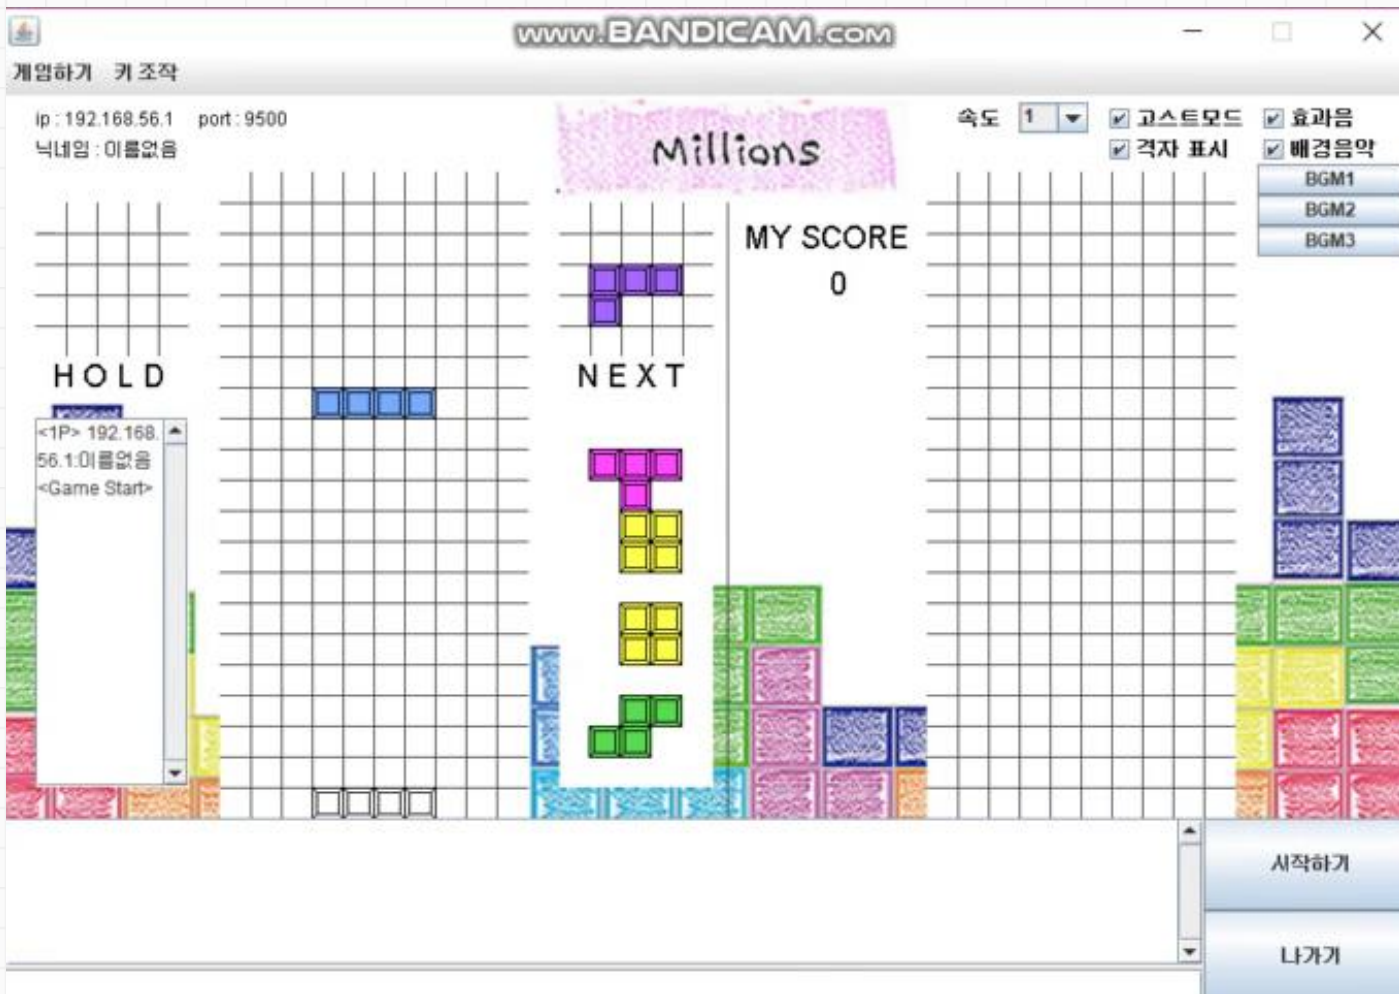 www.BANDICAM.com
게임하기 키 조작
ip : 192.168.56.1 port : 9500
닉네임 : 이름없음
Millions
속도 1
고스트모드 효과음
격자 표시 배경음악
BGM1
BGM2
BGM3
MY SCORE
0
HOLD
NEXT
<1P> 192.168.
56.1:이름없음
<Game Start>
시작하기
나가기